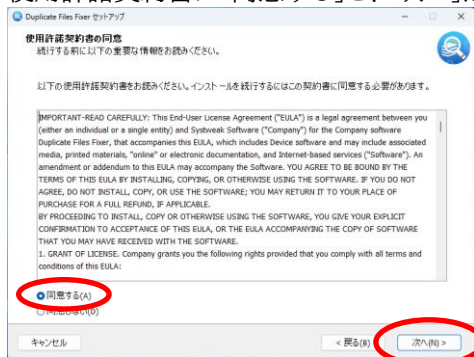 Duplicate Files Fixer セットアップ
使用許諾契約書の同意
続行する前に以下の重要な情報をお読みください。
以下の使用許諾契約書をお読みください。インストールを続行するにはこの契約書に同意する必要があります。
IMPORTANT-READ CAREFULLY: This End-User License Agreement ("EULA") is a legal agreement between you
(either an individual or a single entity) and Systweak Software ("Company") for the Company software
Duplicate Files Fixer, that accompanies this EULA, which includes Device software and may include associated
media, printed materials, "online" or electronic documentation, and Internet-based services ("Software"). An
amendment or addendum to this EULA may accompany the Software. YOU AGREE TO BE BOUND BY THE
TERMS OF THIS EULA BY INSTALLING, COPYING, OR OTHERWISE USING THE SOFTWARE. IF YOU DO NOT
AGREE, DO NOT INSTALL, COPY, OR USE THE SOFTWARE; YOU MAY RETURN IT TO YOUR PLACE OF
PURCHASE FOR A FULL REFUND, IF APPLICABLE.
BY PROCEEDING TO INSTALL, COPY OR OTHERWISE USING THE SOFTWARE, YOU GIVE YOUR EXPLICIT
CONFIRMATION TO ACCEPTANCE OF THIS EULA, OR THE EULA ACCOMPANYING THE COPY OF SOFTWARE
THAT YOU MAY HAVE RECEIVED WITH THE SOFTWARE.
1. GRANT OF LICENSE. Company grants you the following rights provided that you comply with all terms and
conditions of this EULA:
同意する(A)
同意しない(D)
キャンセル
< 戻る(B)
次へ(N) >